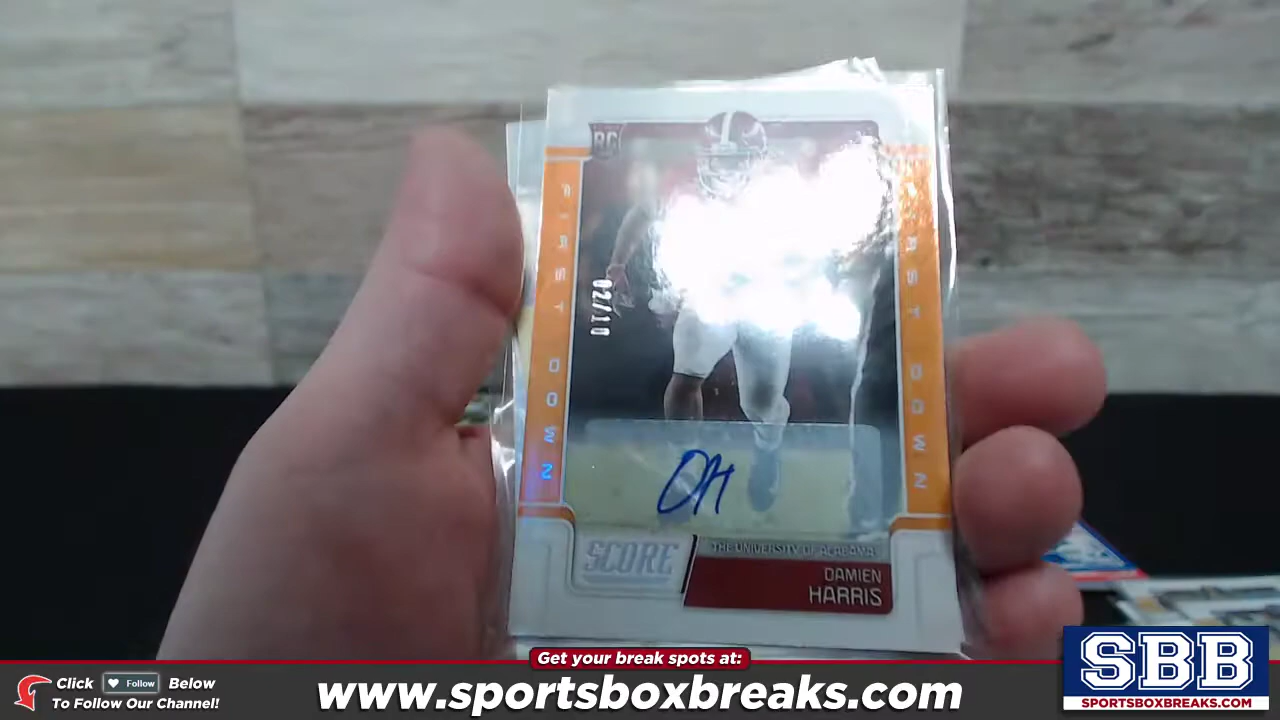 RC
FIRST DOWN
FIRST DOWN
02/10
DH
SCORE
THE UNIVERSITY OF ALABAMA
DAMIEN
HARRIS
Get your break spots at:
Click Follow Below
To Follow Our Channel!
www.sportsboxbreaks.com
SBB
SPORTSBOXBREAKS.COM